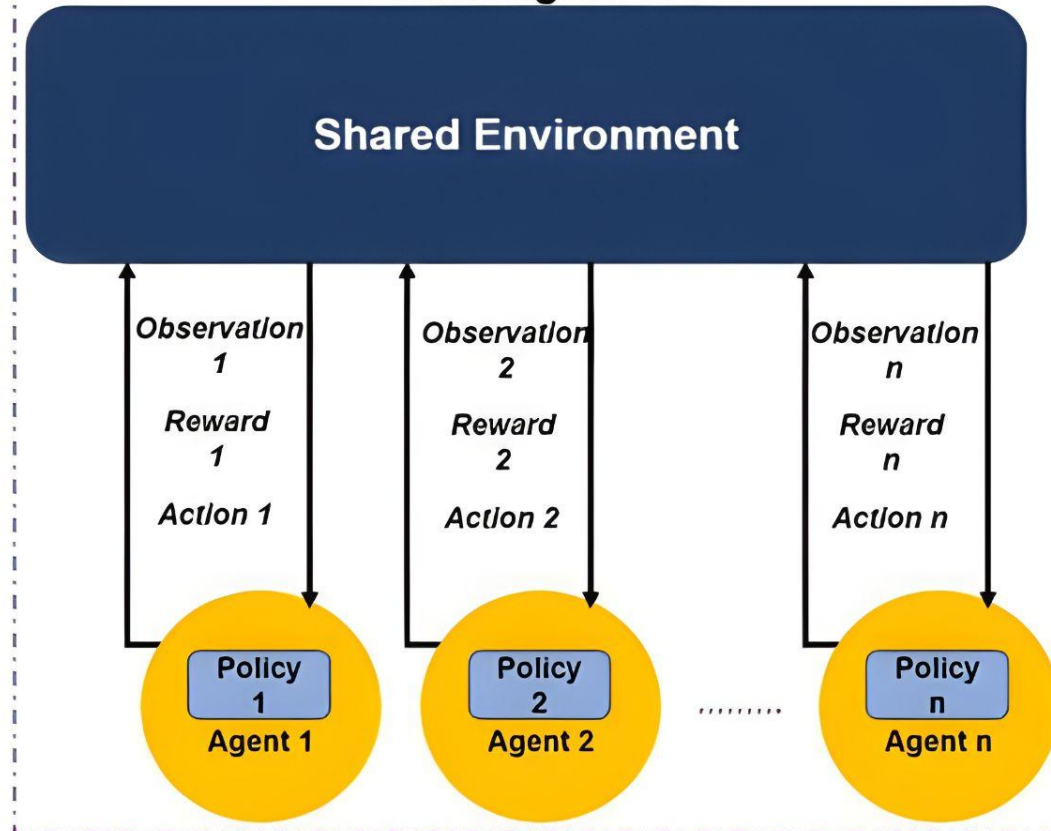 Shared Environment
Observation
1
Reward
1
Action 1
Observation
2
Reward
2
Action 2
Observation
n
Reward
n
Action n
Policy
1
Agent 1
Policy
2
Agent 2
.........
Policy
n
Agent n